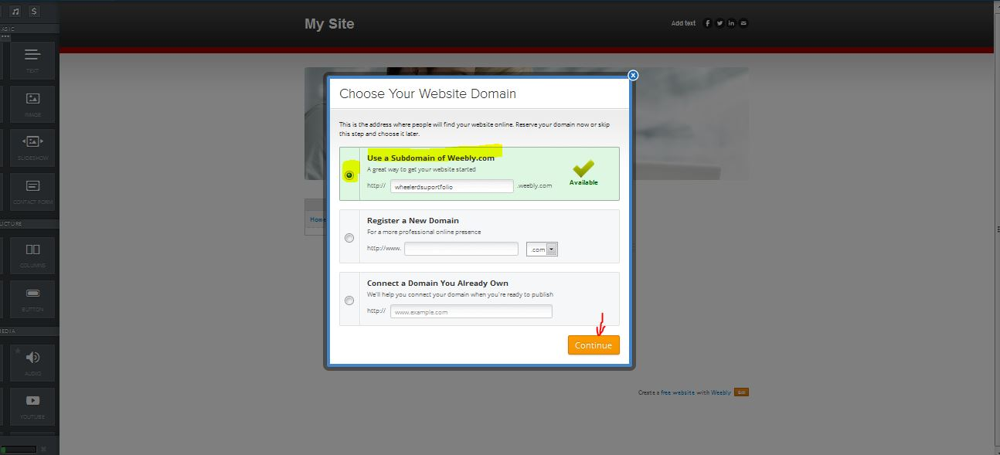 $
ASIC
TEXT
IMAGE
SLIDESHOW
CONTACT FORM
UCTURE
COLUMNS
BUTTON
MEDIA
AUDIO
YOUTUBE
My Site
Add text
Home
Choose Your Website Domain
This is the address where people will find your website online. Reserve your domain now or skip
this step and choose it later.
Use a Subdomain of Weebly.com
A great way to get your website started
http:// wheelerdsuportfolio .weebly.com
Available
Register a New Domain
For a more professional online presence
http://www. .com
Connect a Domain You Already Own
We'll help you connect your domain when you're ready to publish
http:// www.example.com
Continue
Create a free website with Weebly